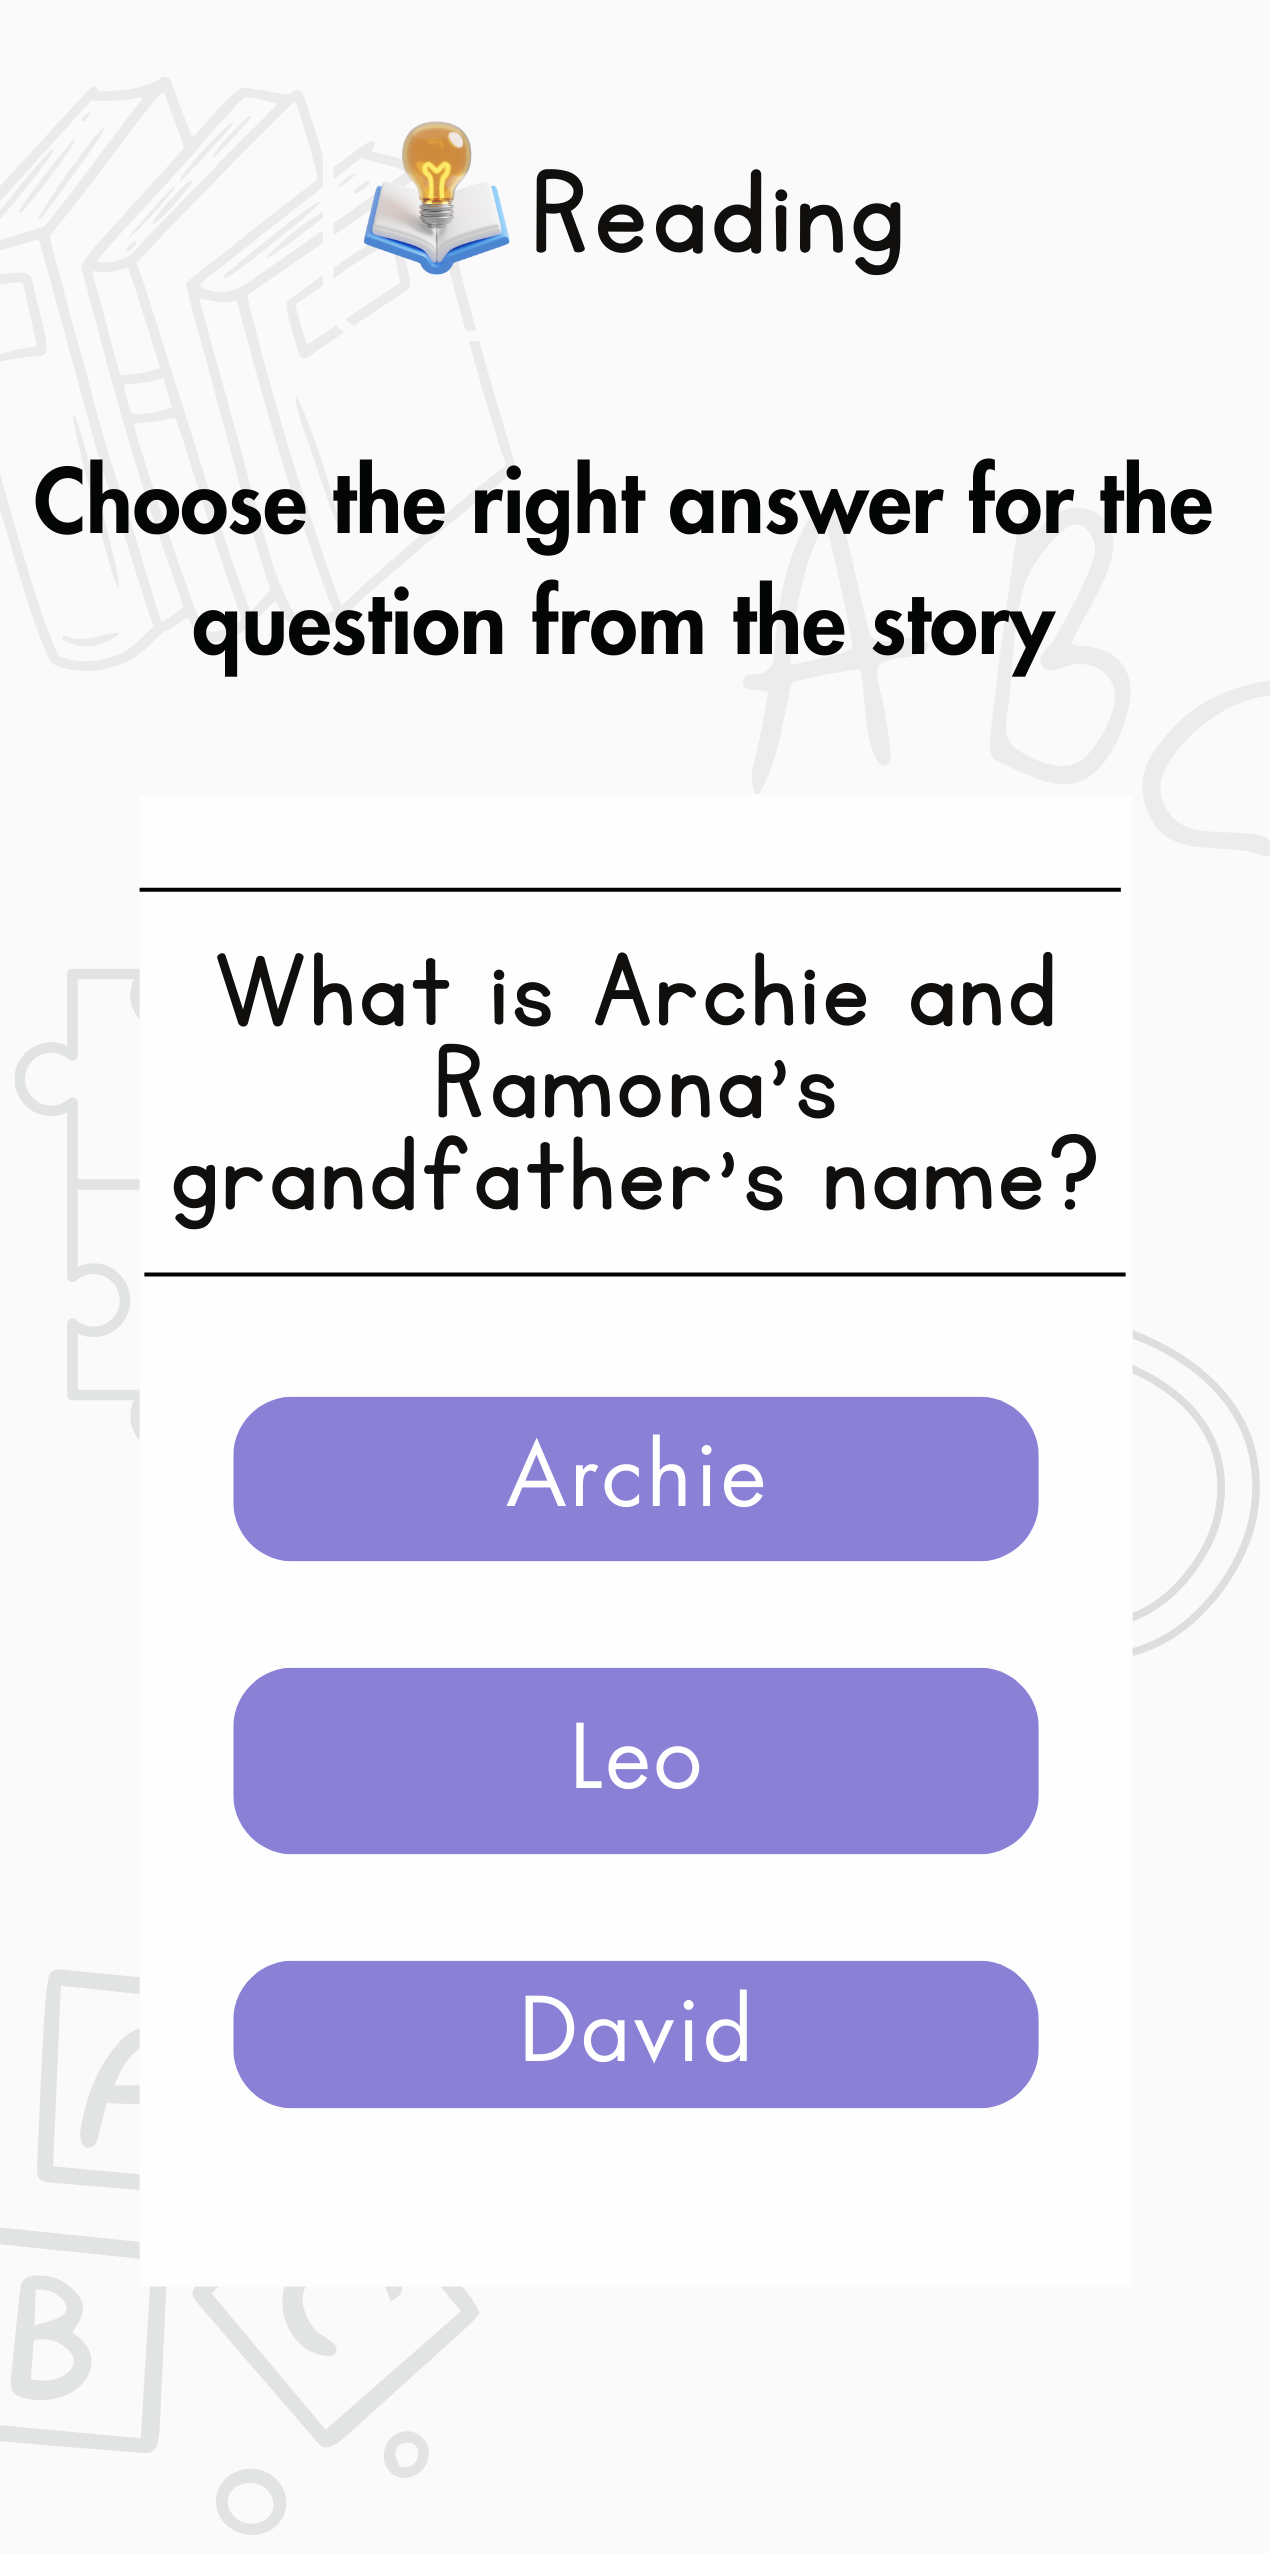 Reading
Choose the right answer for the
question from the story
What is Archie and
Ramona's
grandfather's name?
Archie
Leo
David
A B
A
B